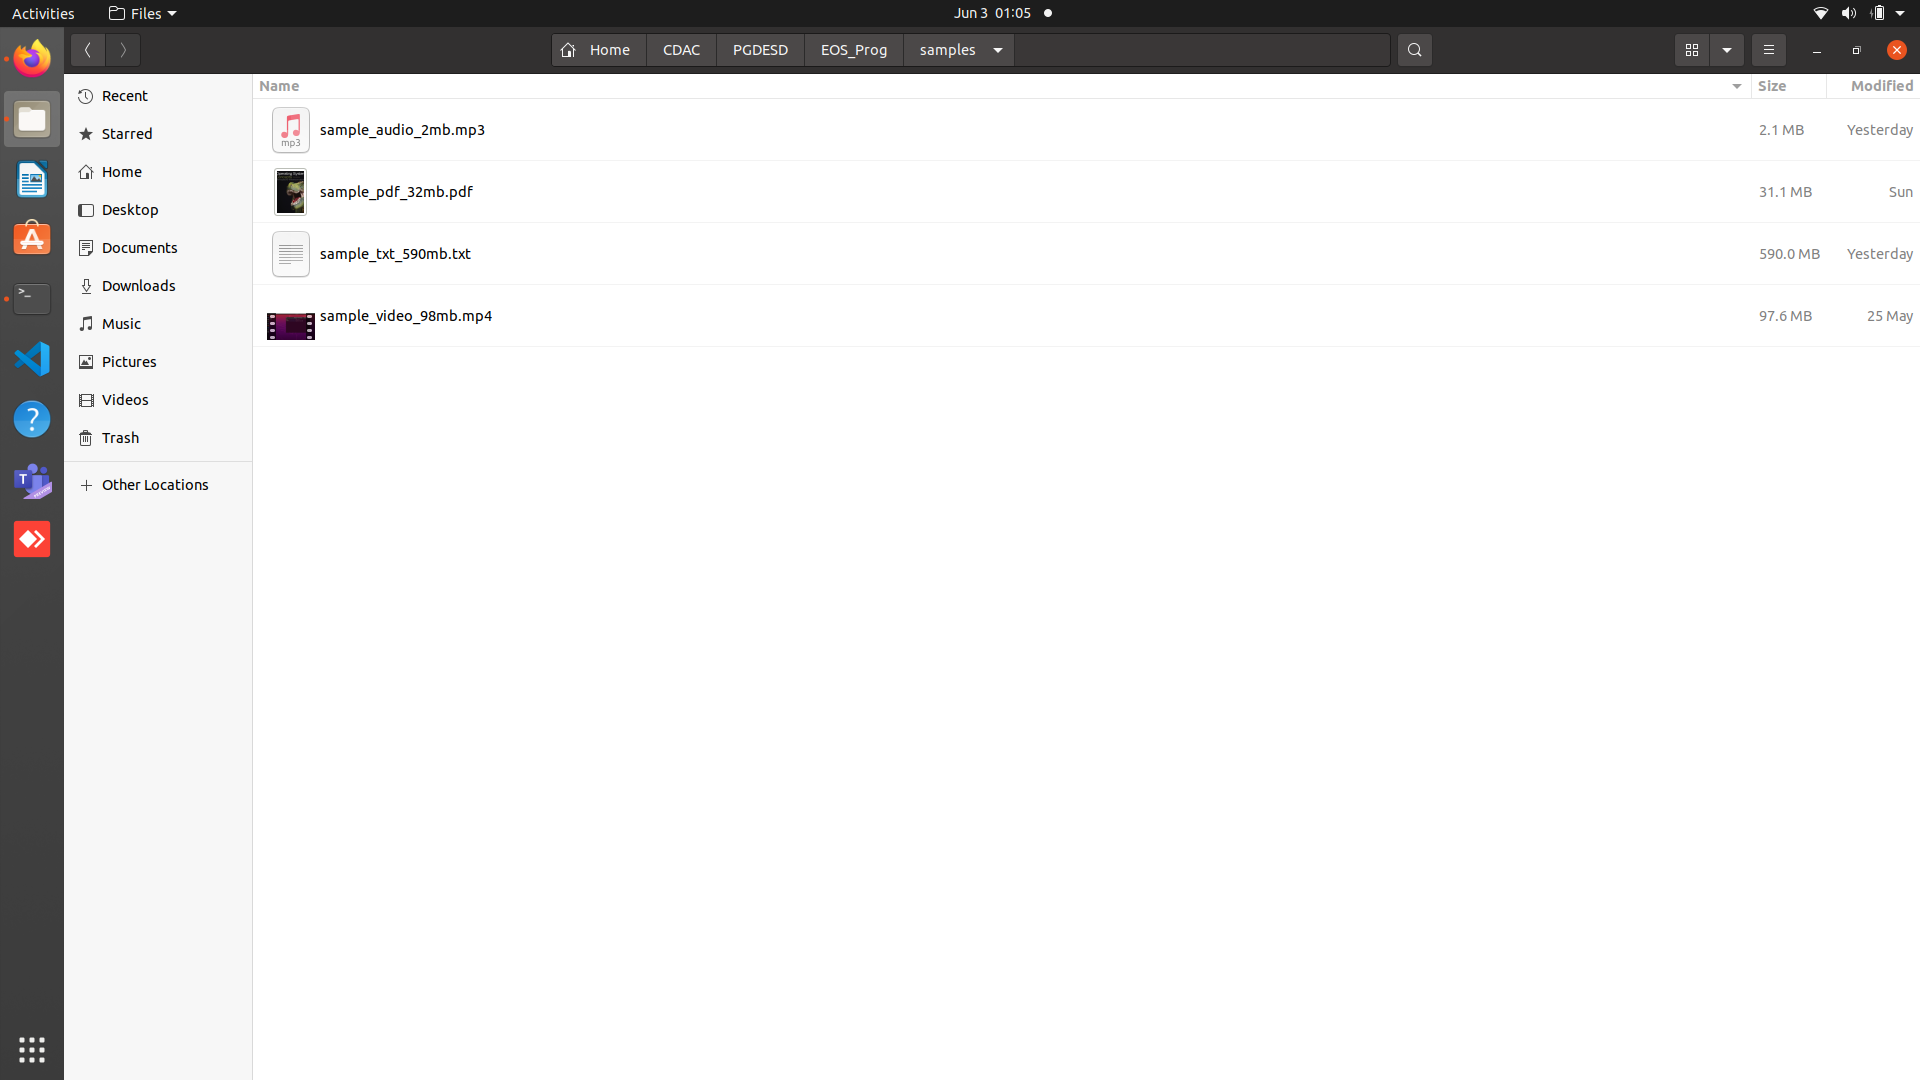 Activities Files Jun 3 01:05
Home CDAC PGDESD EOS_Prog samples
Name Size Modified
Recent
Starred
Home
Desktop
Documents
Downloads
Music
Pictures
Videos
Trash
Other Locations
mp3
sample_audio_2mb.mp3 2.1 MB Yesterday
sample_pdf_32mb.pdf 31.1 MB Sun
sample_txt_590mb.txt 590.0 MB Yesterday
sample_video_98mb.mp4 97.6 MB 25 May